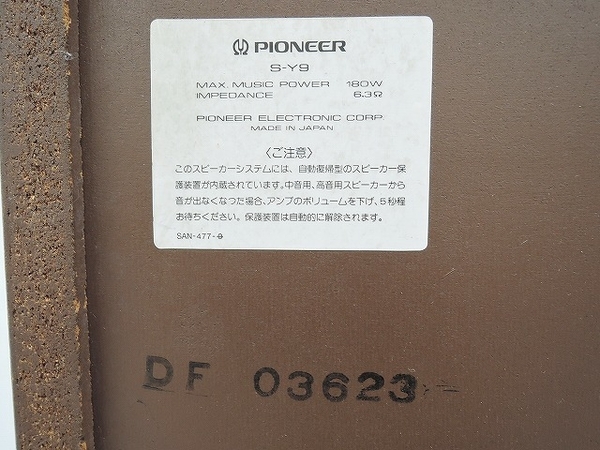 PIONEER
S-Y9
MAX. MUSIC POWER 180W
IMPEDANCE 6.3Ω
PIONEER ELECTRONIC CORP.
MADE IN JAPAN
〈ご注意〉
このスピーカーシステムには、自動復帰型のスピーカー保
護装置が内蔵されています。中音用、高音用スピーカーから
音が出なくなった場合、アンプのボリュームを下げ、5秒程
お待ちください。保護装置は自動的に解除されます。
SAN-477-0
DF 03623